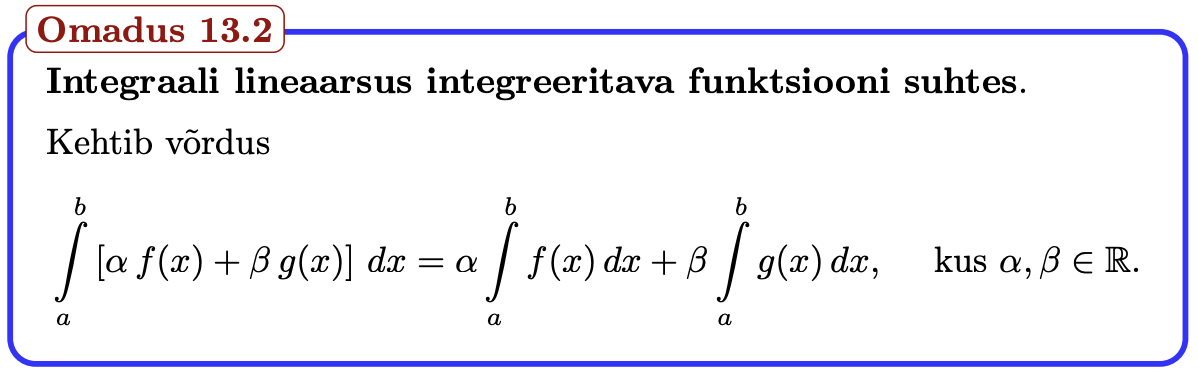 Omadus 13.2
Integraali lineaarsus integreeritava funktsiooni suhtes.
Kehtib võrdus
∫_a^b [α f(x) + β g(x)] dx = α ∫_a^b f(x) dx + β ∫_a^b g(x) dx, kus α, β ∈ ℝ.